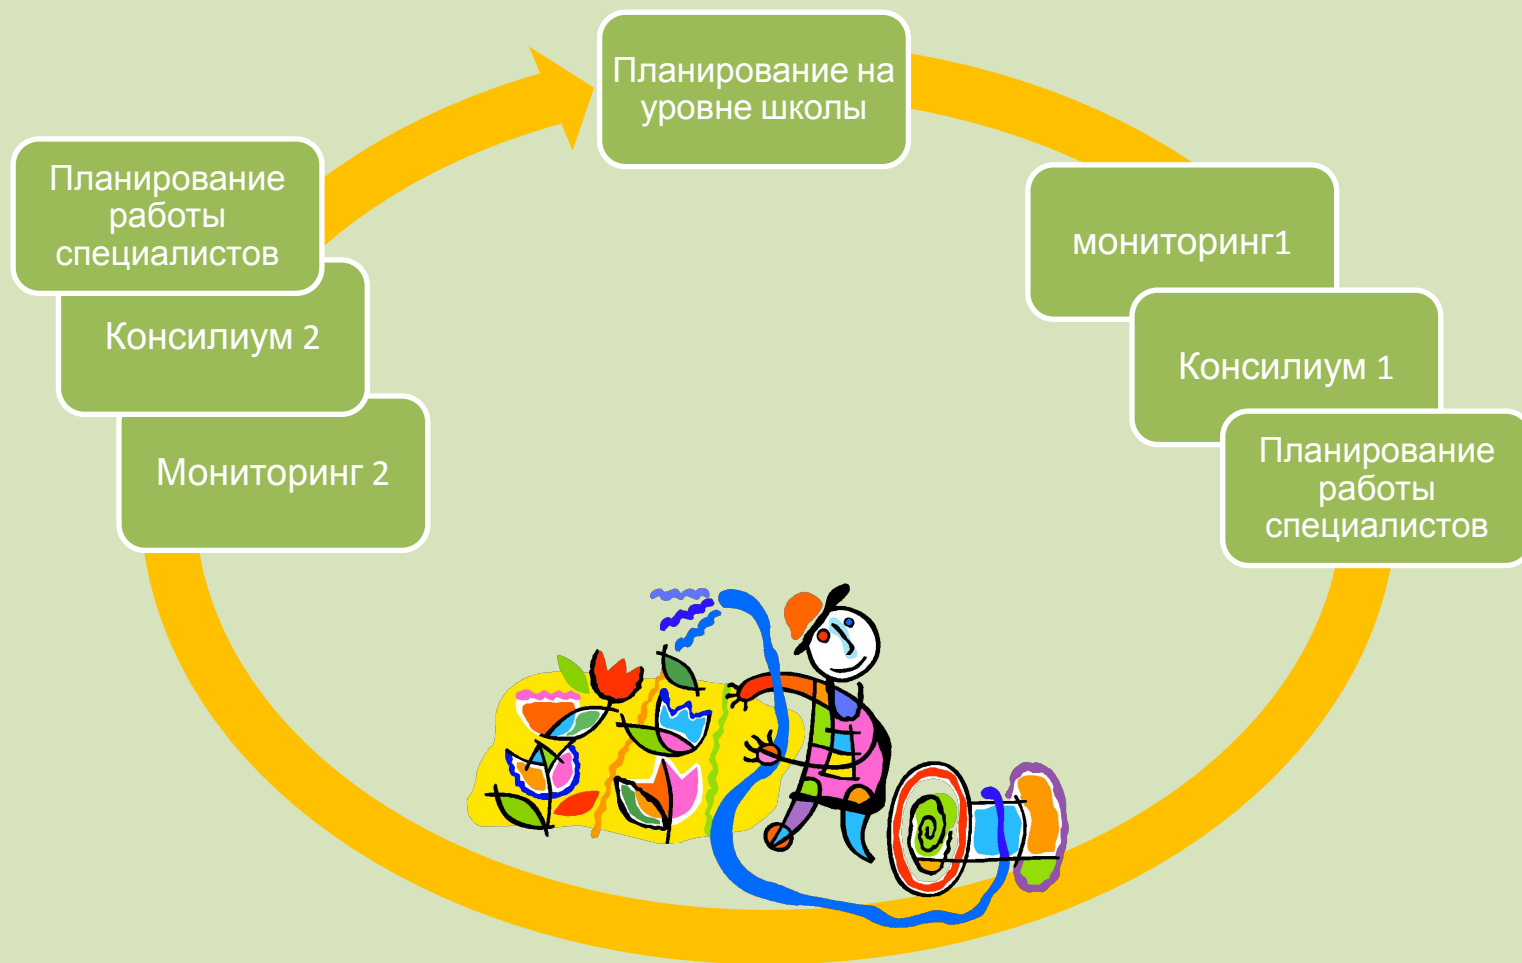 Планирование на
уровне школы
мониторинг1
Консилиум 1
Планирование
работы
специалистов
Мониторинг 2
Консилиум 2
Планирование
работы
специалистов